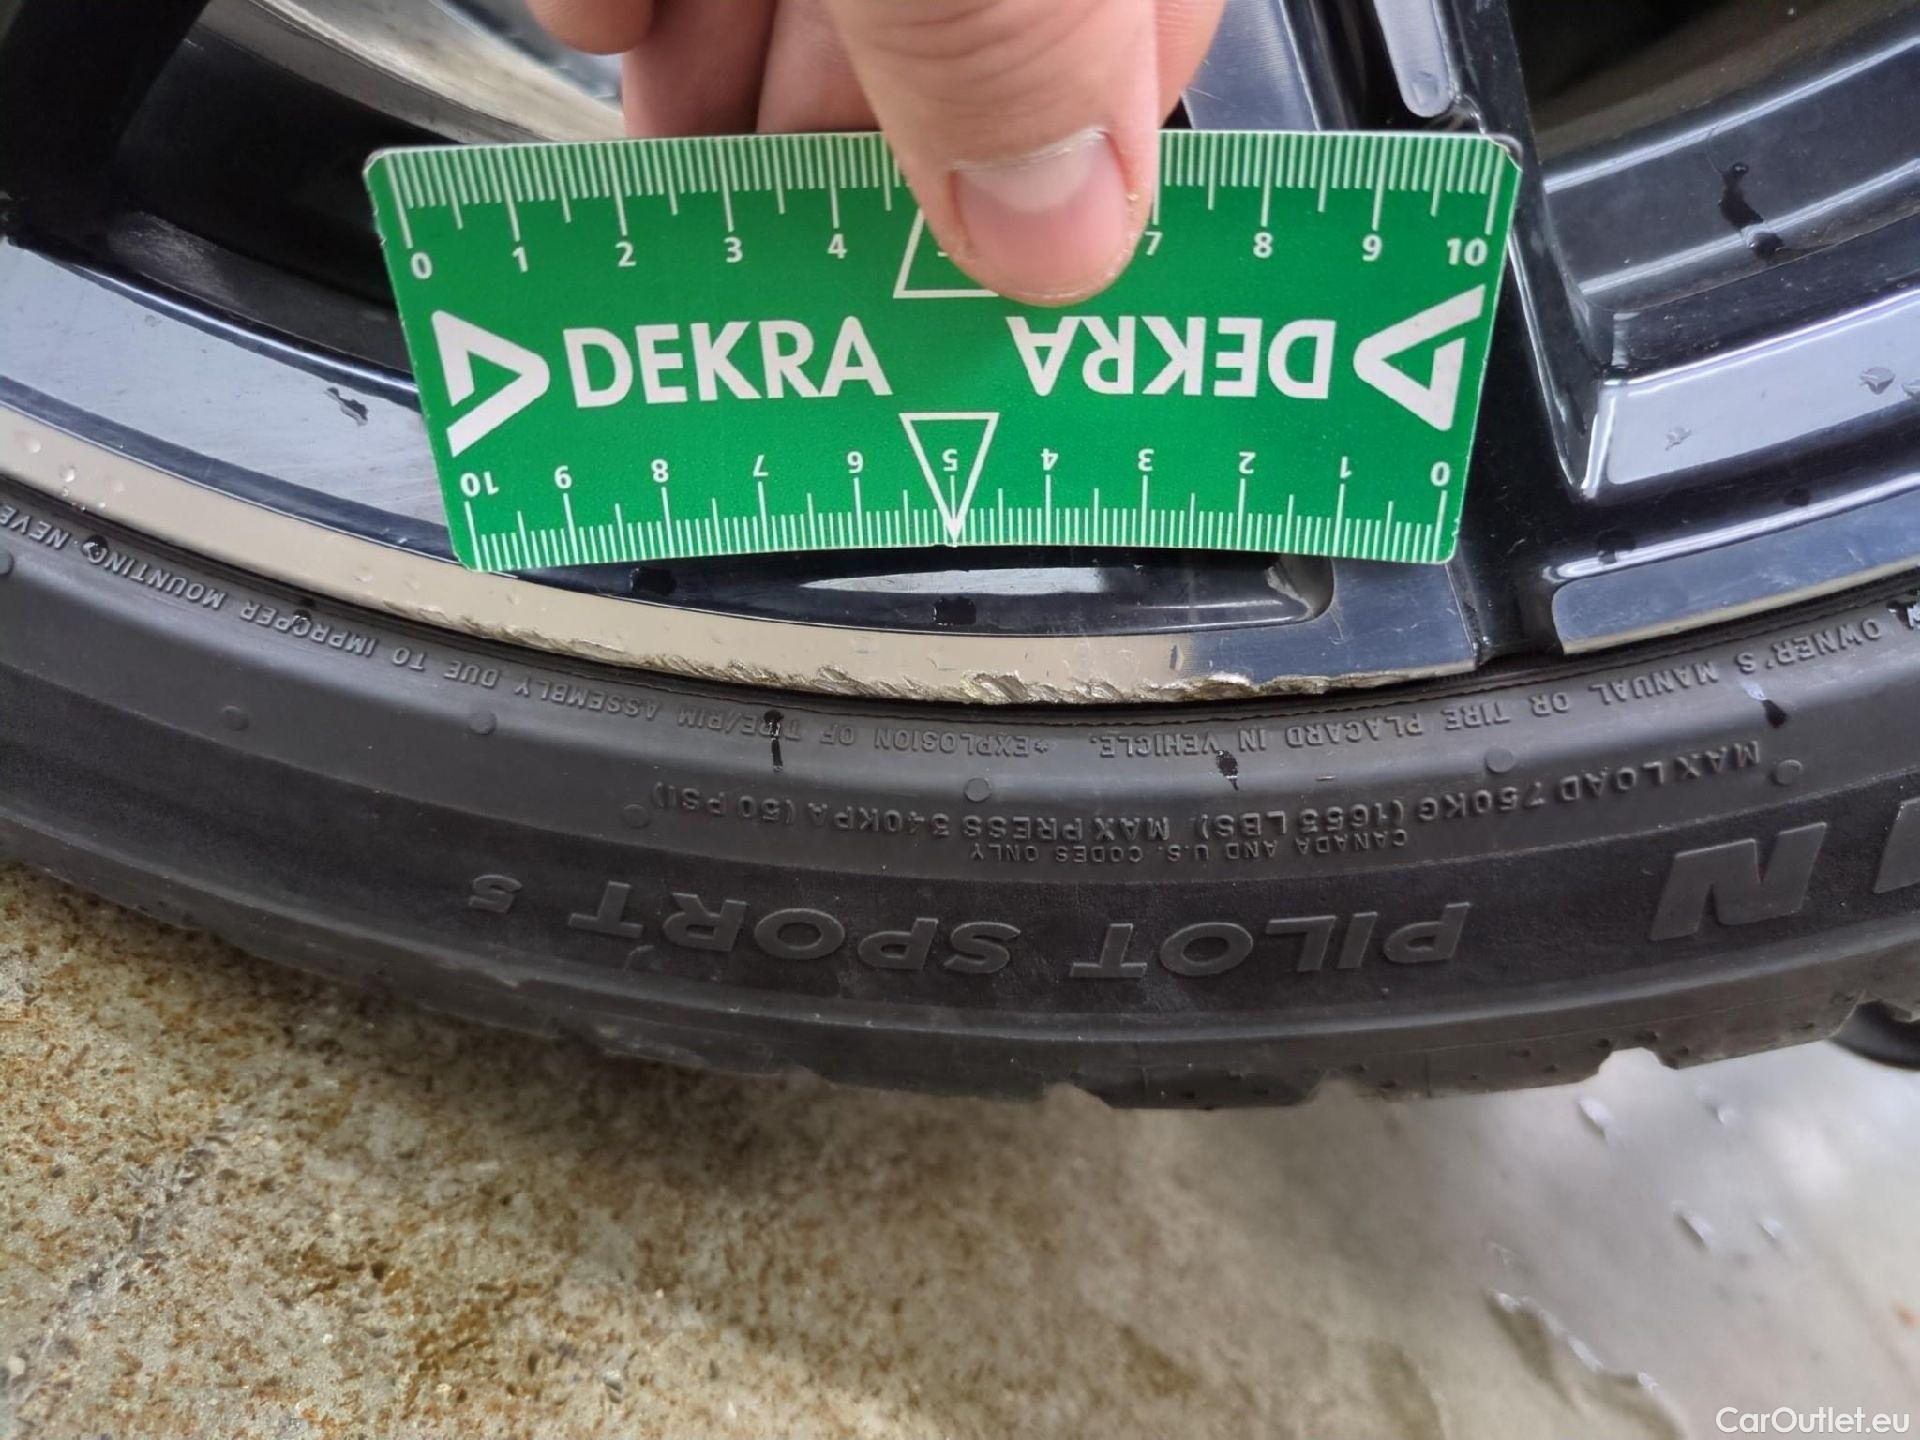 0 1 2 3 4 7 8 9 10
DEKRA DEKRA
10 9 8 7 6 5 4 3 2 1 0
OWNER'S MANUAL OR TIRE PLACARD IN VEHICLE. *EXPLOSION OF TIRE/RIM ASSEMBLY DUE TO IMPROPER MOUNTING. NEVE
MAX LOAD 750KG (1653 LBS) MAX PRESS 340KPA (50 PSI)
CANADA AND U.S. CODES ONLY
N PILOT SPORT 5
CarOutlet.eu